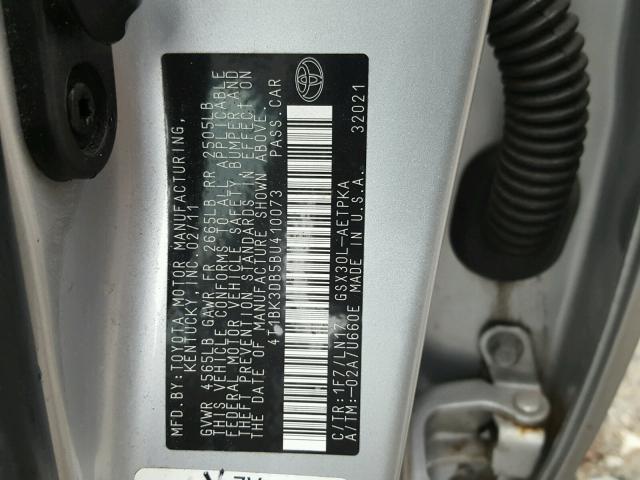 MFD.BY:TOYOTA MOTOR MANUFACTURING,
KENTUCKY, INC 02/11
GVWR 4565LB GAWR FR 2665LB RR 2505LB
THIS VEHICLE CONFORMS TO ALL APPLICABLE
FEDERAL MOTOR VEHICLE SAFETY, BUMPER, AND
THEFT PREVENTION STANDARDS IN EFFECT ON
THE DATE OF MANUFACTURE SHOWN ABOVE.
4T1BK3DB5BU410073 PASS.CAR
C/TR:1F7/LN17 GSX30L-AETPKA
A/TM:-02A/U660E MADE IN U.S.A. 32021